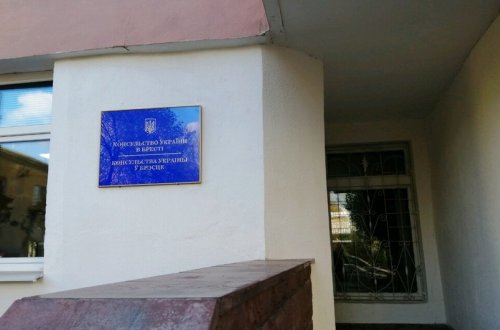 КОНСУЛЬСТВО УКРАЇНИ
В БРЕСТІ
КОНСУЛЬСТВА УКРАІНЫ
У БРЭСЦЕ